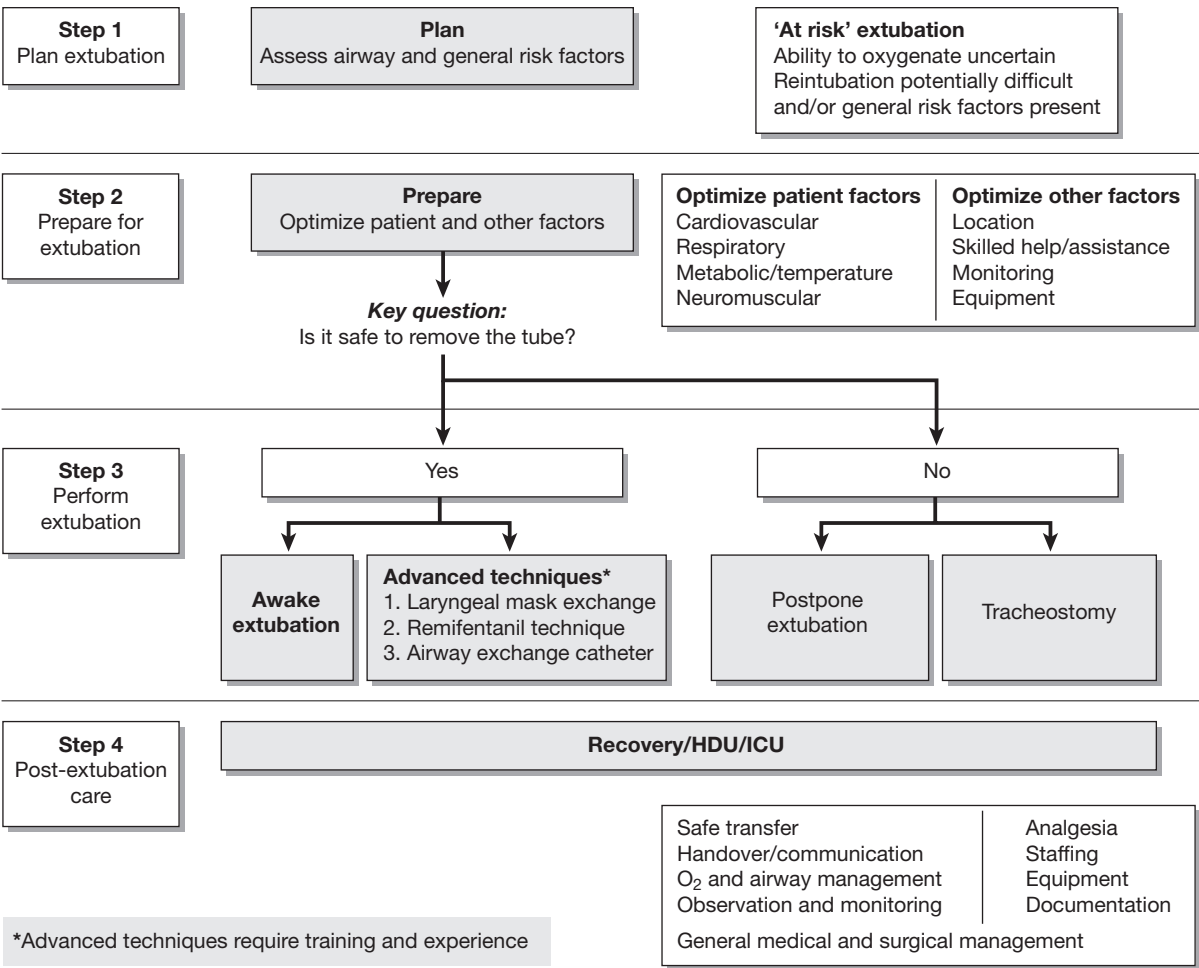 Step 1
Plan extubation
Plan
Assess airway and general risk factors
‘At risk’ extubation
Ability to oxygenate uncertain
Reintubation potentially difficult
and/or general risk factors present
Step 2
Prepare for
extubation
Prepare
Optimize patient and other factors
Optimize patient factors
Cardiovascular
Respiratory
Metabolic/temperature
Neuromuscular
Optimize other factors
Location
Skilled help/assistance
Monitoring
Equipment
Key question:
Is it safe to remove the tube?
Step 3
Perform
extubation
Yes
No
Awake
extubation
Advanced techniques*
1. Laryngeal mask exchange
2. Remifentanil technique
3. Airway exchange catheter
Postpone
extubation
Tracheostomy
Step 4
Post-extubation
care
Recovery/HDU/ICU
Safe transfer
Handover/communication
O₂ and airway management
Observation and monitoring
Analgesia
Staffing
Equipment
Documentation
General medical and surgical management
*Advanced techniques require training and experience